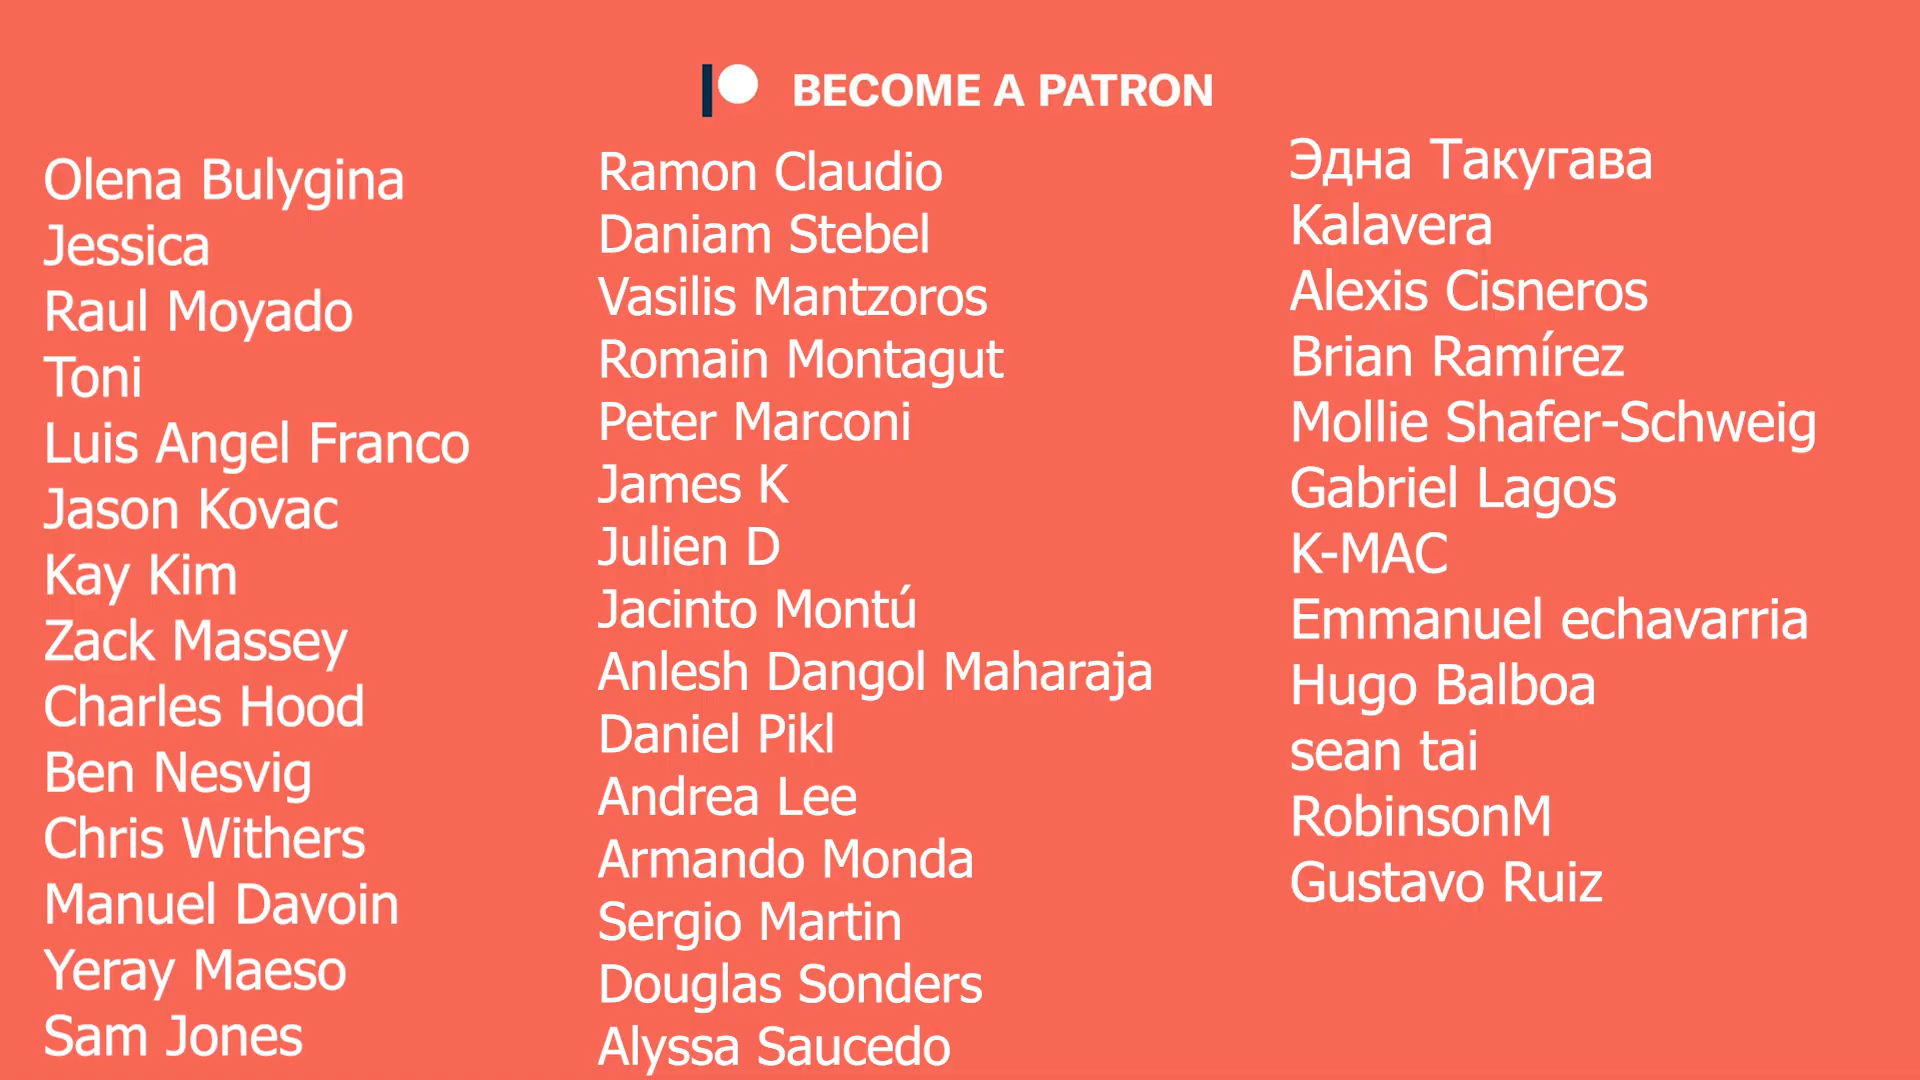 BECOME A PATRON
Olena Bulygina
Jessica
Raul Moyado
Toni
Luis Angel Franco
Jason Kovac
Kay Kim
Zack Massey
Charles Hood
Ben Nesvig
Chris Withers
Manuel Davoin
Yeray Maeso
Sam Jones
Ramon Claudio
Daniam Stebel
Vasilis Mantzoros
Romain Montagut
Peter Marconi
James K
Julien D
Jacinto Montú
Anlesh Dangol Maharaja
Daniel Pikl
Andrea Lee
Armando Monda
Sergio Martin
Douglas Sonders
Alyssa Saucedo
Эдна Такугава
Kalavera
Alexis Cisneros
Brian Ramírez
Mollie Shafer-Schweig
Gabriel Lagos
K-MAC
Emmanuel echavarria
Hugo Balboa
sean tai
RobinsonM
Gustavo Ruiz